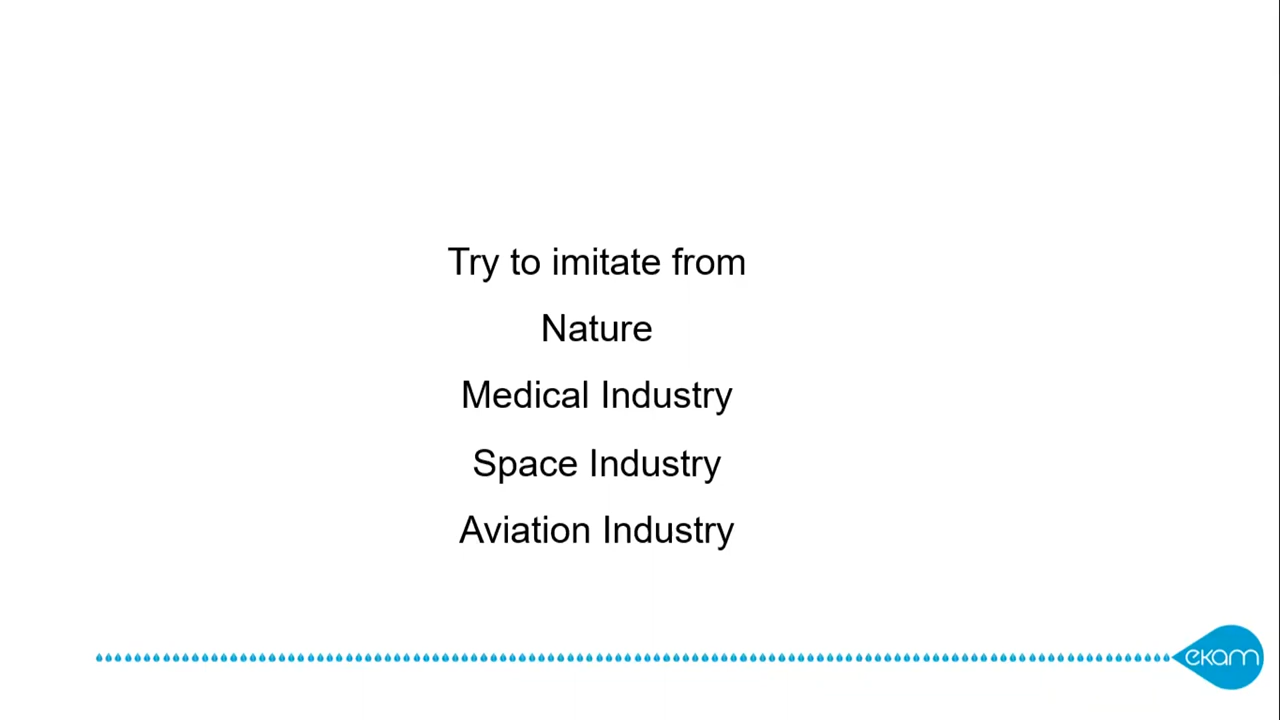 Try to imitate from
Nature
Medical Industry
Space Industry
Aviation Industry
ekam